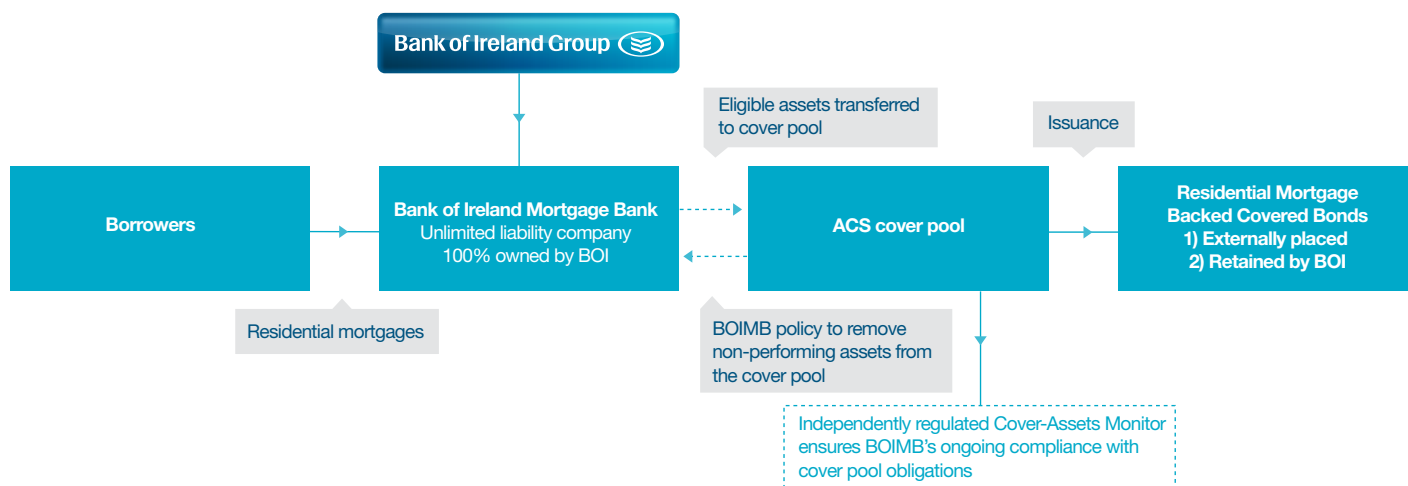 Bank of Ireland Group
Eligible assets transferred
to cover pool
Issuance
Borrowers
Bank of Ireland Mortgage Bank
Unlimited liability company
100% owned by BOI
ACS cover pool
Residential Mortgage
Backed Covered Bonds
1) Externally placed
2) Retained by BOI
Residential mortgages
BOIMB policy to remove
non-performing assets from
the cover pool
Independently regulated Cover-Assets Monitor
ensures BOIMB's ongoing compliance with
cover pool obligations